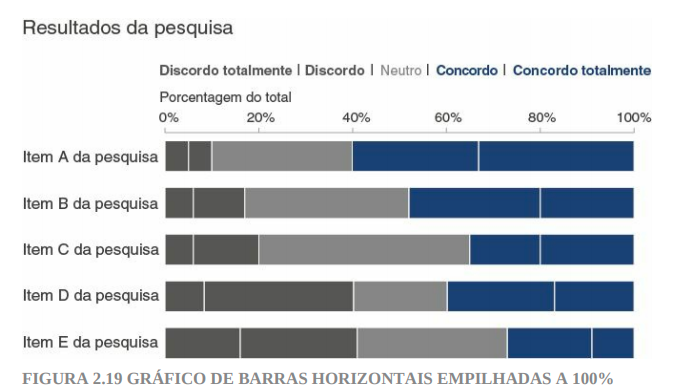 Resultados da pesquisa
Discordo totalmente | Discordo | Neutro | Concordo | Concordo totalmente
Porcentagem do total
0% 20% 40% 60% 80% 100%
Item A da pesquisa
Item B da pesquisa
Item C da pesquisa
Item D da pesquisa
Item E da pesquisa
FIGURA 2.19 GRÁFICO DE BARRAS HORIZONTAIS EMPILHADAS A 100%